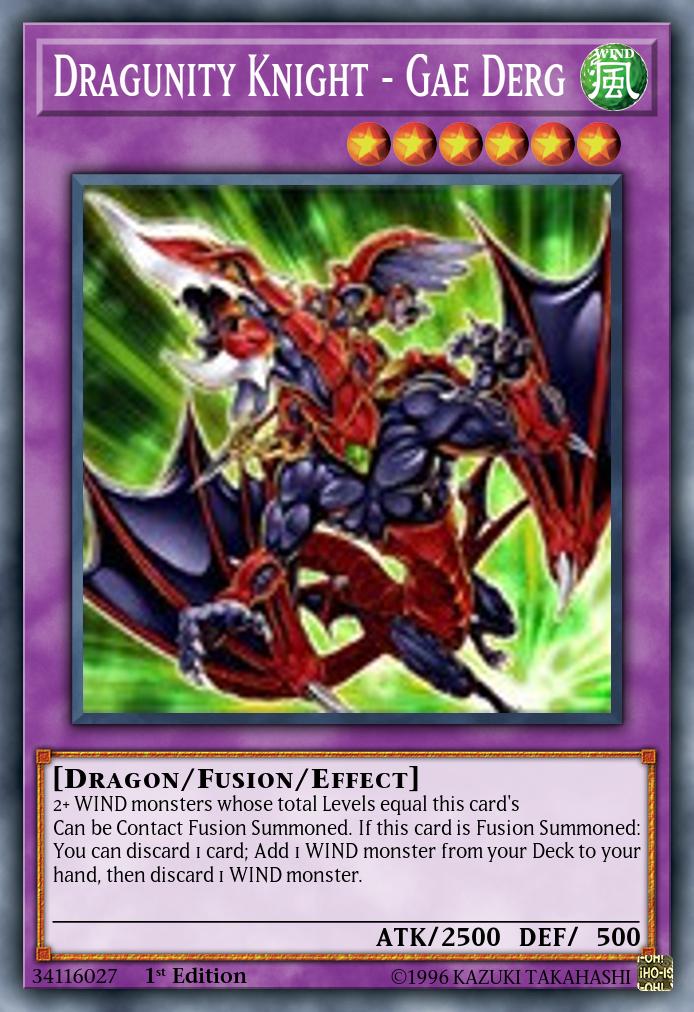 Dragunity Knight - Gae Derg
WIND
風
[Dragon/Fusion/Effect]
2+ WIND monsters whose total Levels equal this card's
Can be Contact Fusion Summoned. If this card is Fusion Summoned:
You can discard 1 card; Add 1 WIND monster from your Deck to your
hand, then discard 1 WIND monster.
ATK/2500 DEF/ 500
34116027 1st Edition ©1996 KAZUKI TAKAHASHI